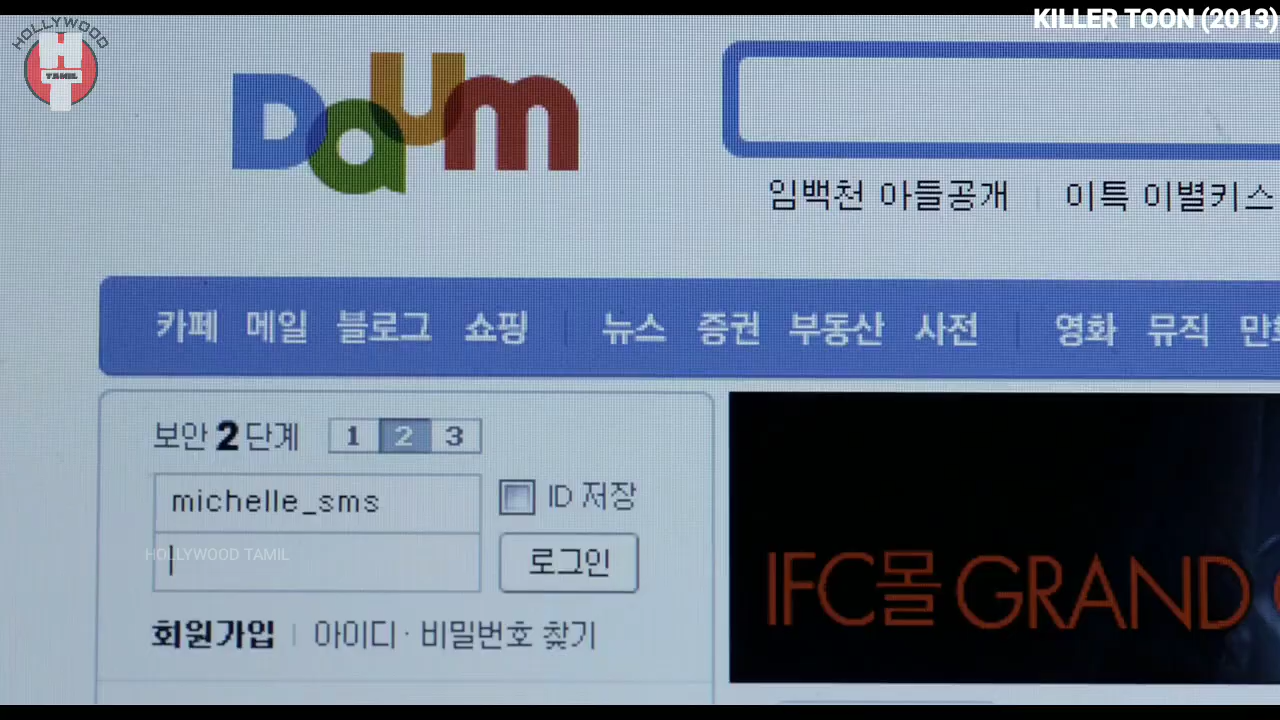 KILLER TOON (2013)
HOLLYWOOD
H
TAMIL
T
Daum
임백천 아들공개 이특 이별키스
카페 메일 블로그 쇼핑 뉴스 증권 부동산 사전 영화 뮤직
보안 2단계 1 2 3
michelle_sms
ID 저장
HOLLYWOOD TAMIL
로그인
회원가입 | 아이디 · 비밀번호 찾기
IFC몰 GRAND